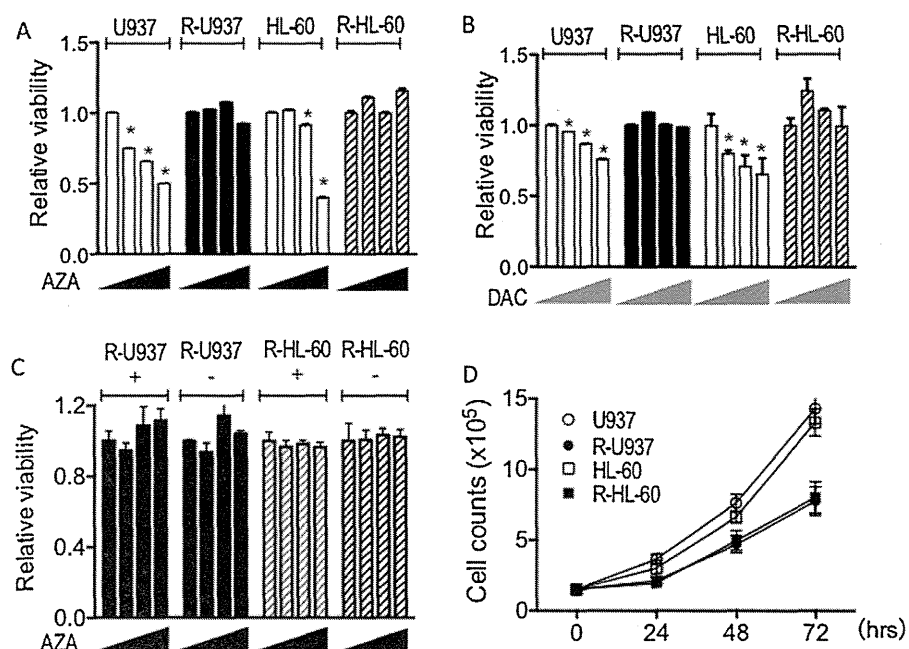 A
U937 R-U937 HL-60 R-HL-60
1.5
1.0
0.5
0.0
Relative viability
* * * * *
AZA
B
U937 R-U937 HL-60 R-HL-60
1.5
1.0
0.5
0.0
Relative viability
* * * * * *
DAC
C
R-U937 R-U937 R-HL-60 R-HL-60
+ - + -
1.2
0.8
0.4
0.0
Relative viability
AZA
D
15
10
5
0
Cell counts (x10⁵)
U937
R-U937
HL-60
R-HL-60
0 24 48 72 (hrs)